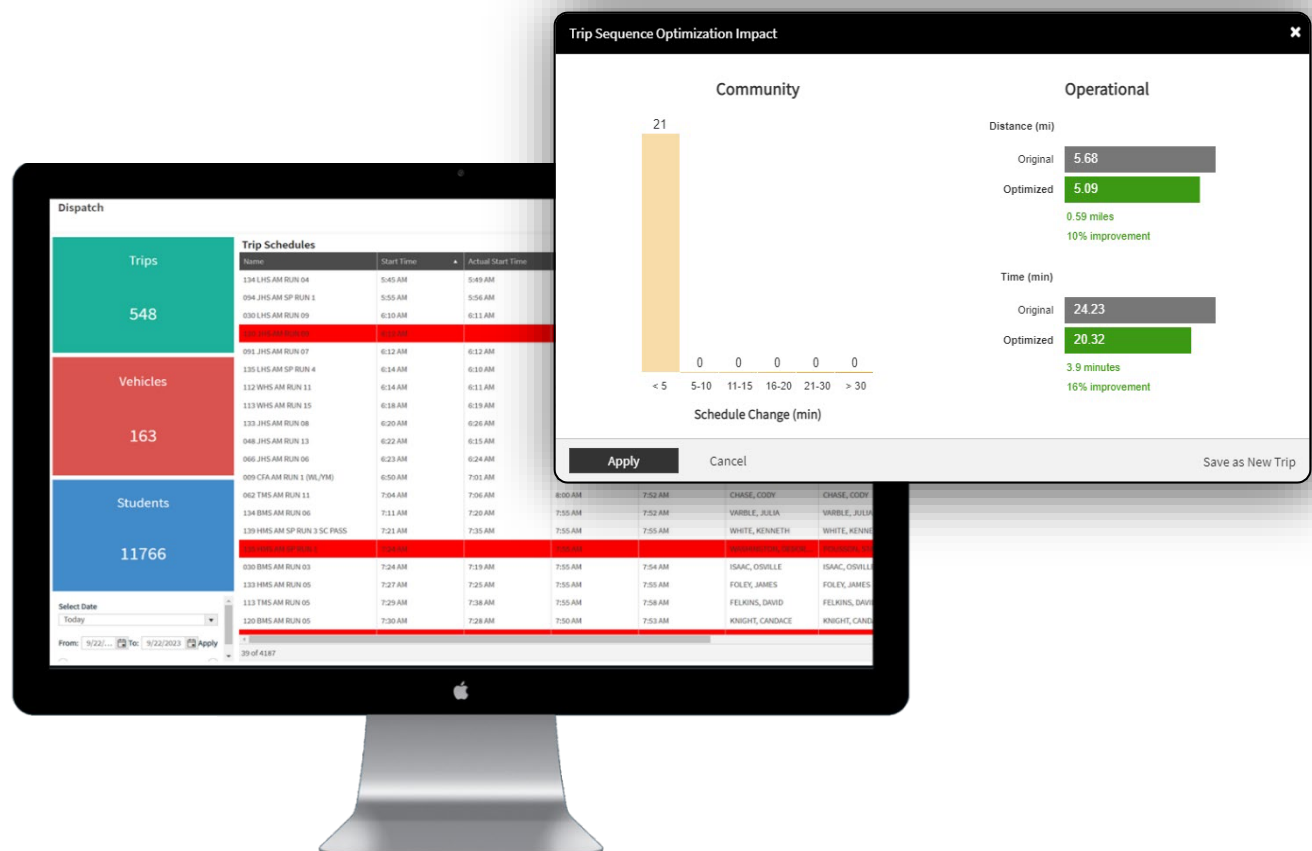 Trip Sequence Optimization Impact
Community
Operational
21
0 0 0 0 0
< 5 5-10 11-15 16-20 21-30 > 30
Schedule Change (min)
Distance (mi)
Original 5.68
Optimized 5.09
0.59 miles
10% improvement
Time (min)
Original 24.23
Optimized 20.32
3.9 minutes
16% improvement
Apply Cancel Save as New Trip
Dispatch
Trips
548
Vehicles
163
Students
11766
Select Date
Today
From: 9/22/... To: 9/22/2023 Apply
Trip Schedules
Name Start Time Actual Start Time
134 LHS AM RUN 04 5:45 AM 5:49 AM
094 JHS AM SP RUN 1 5:55 AM 5:56 AM
030 LHS AM RUN 09 6:10 AM 6:11 AM
091 JHS AM RUN 07 6:12 AM 6:12 AM
135 LHS AM SP RUN 4 6:14 AM 6:10 AM
112 WHS AM RUN 11 6:14 AM 6:11 AM
113 WHS AM RUN 15 6:18 AM 6:19 AM
133 JHS AM RUN 08 6:20 AM 6:26 AM
048 JHS AM RUN 13 6:22 AM 6:15 AM
066 JHS AM RUN 06 6:23 AM 6:24 AM
009 CFA AM RUN 1 (WL/YM) 6:50 AM 7:01 AM
062 TMS AM RUN 11 7:04 AM 7:06 AM 8:00 AM 7:52 AM CHASE, CODY CHASE, CODY
134 BMS AM RUN 06 7:11 AM 7:20 AM 7:55 AM 7:52 AM VARBLE, JULIA VARBLE, JULIA
139 HMS AM SP RUN 3 SC PASS 7:21 AM 7:35 AM 7:55 AM 7:55 AM WHITE, KENNETH WHITE, KENNE
030 BMS AM RUN 03 7:24 AM 7:19 AM 7:55 AM 7:54 AM ISAAC, OSVILLE ISAAC, OSVILL
133 HMS AM RUN 05 7:27 AM 7:25 AM 7:55 AM 7:55 AM FOLEY, JAMES FOLEY, JAMES
113 TMS AM RUN 05 7:29 AM 7:38 AM 7:55 AM 7:58 AM FELKINS, DAVID FELKINS, DAVI
120 BMS AM RUN 05 7:30 AM 7:28 AM 7:50 AM 7:53 AM KNIGHT, CANDACE KNIGHT, CAND
39 of 4187